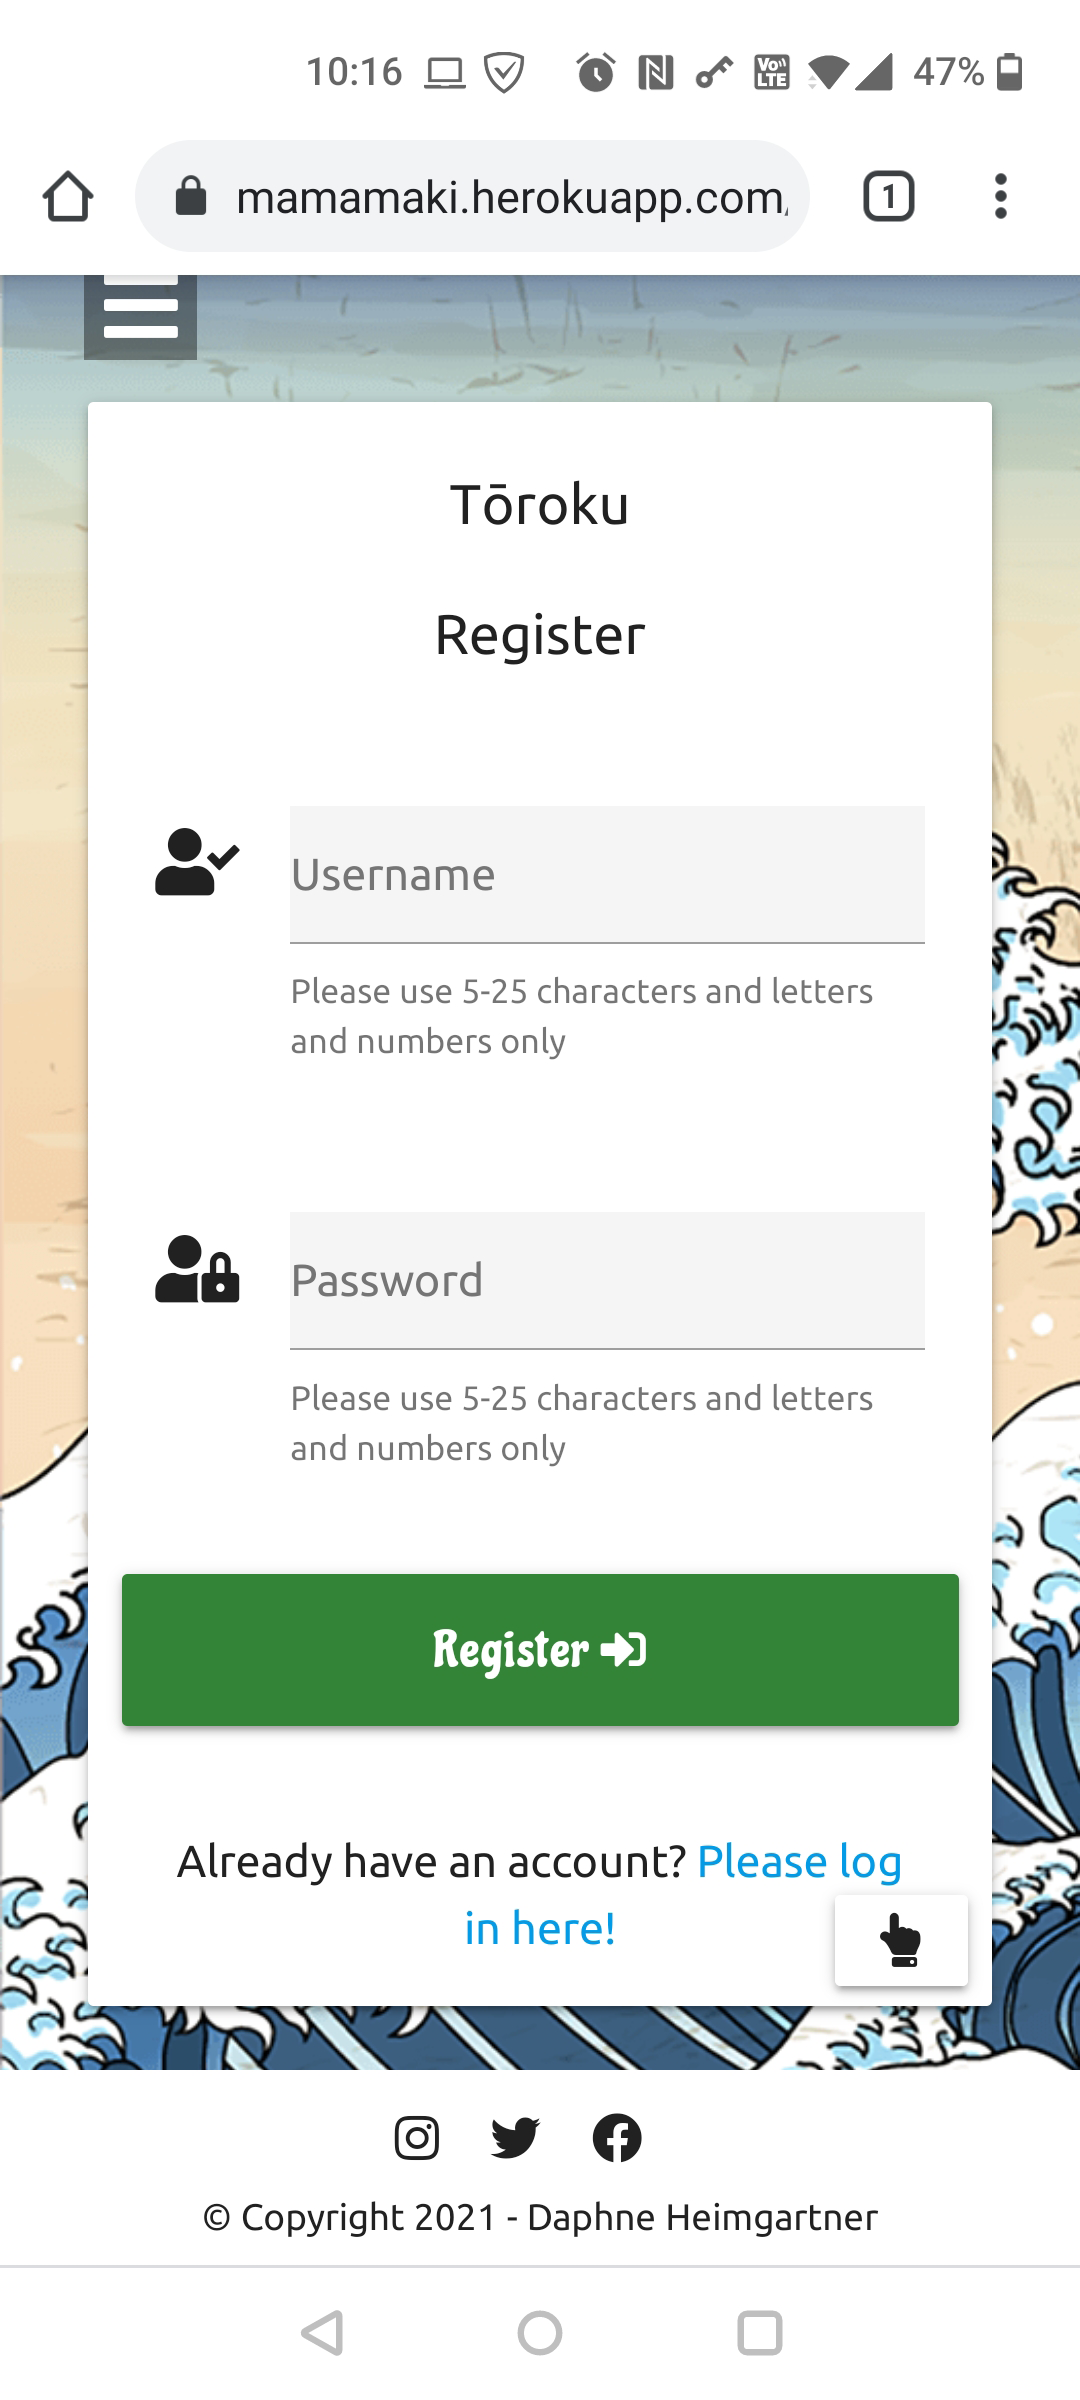 10:16
Vo))
LTE
47%
mamamaki.herokuapp.com/
1
Tōroku
Register
Username
Please use 5-25 characters and letters
and numbers only
Password
Please use 5-25 characters and letters
and numbers only
Register
Already have an account? Please log
in here!
© Copyright 2021 - Daphne Heimgartner